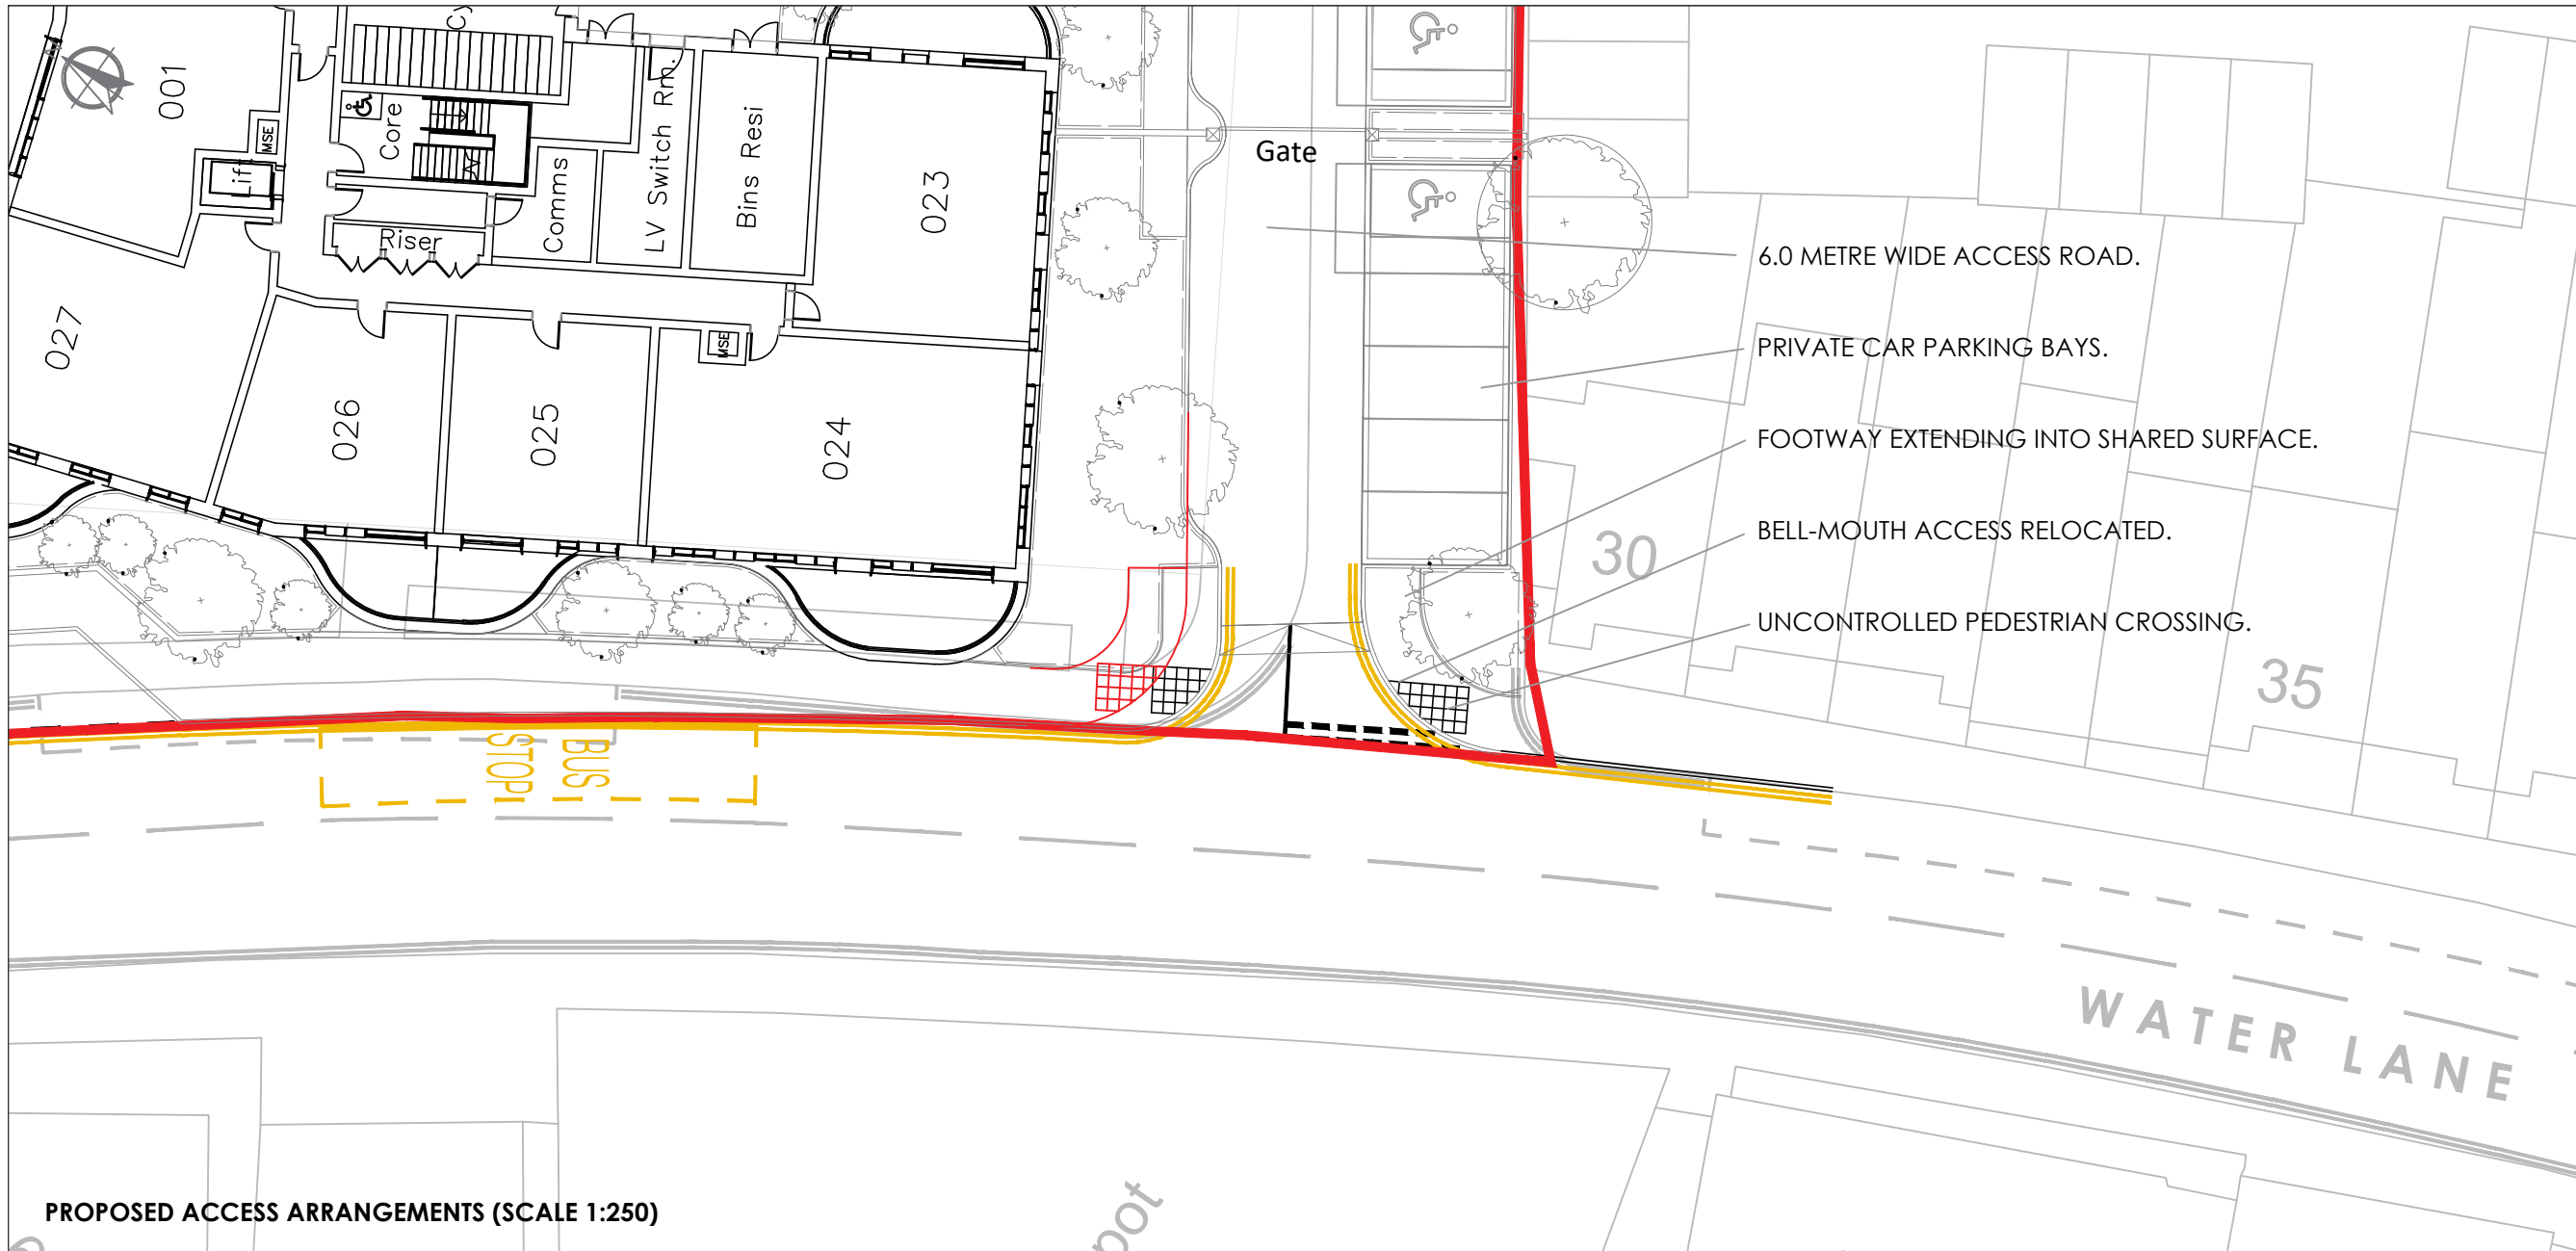 Cy
001
MSE
Core
Lift
Riser
Comms
LV Switch Rm.
Bins Resi
023
Gate
027
026
025
MSE
024
6.0 METRE WIDE ACCESS ROAD.
PRIVATE CAR PARKING BAYS.
FOOTWAY EXTENDING INTO SHARED SURFACE.
BELL-MOUTH ACCESS RELOCATED.
UNCONTROLLED PEDESTRIAN CROSSING.
30
35
BUS
STOP
WATER LANE
PROPOSED ACCESS ARRANGEMENTS (SCALE 1:250)
pot